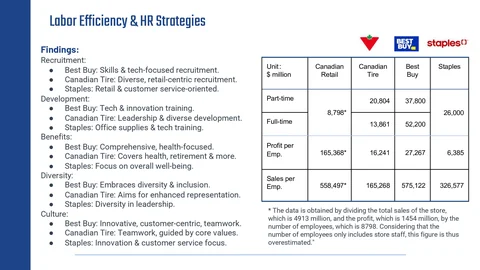 Labor Efficiency & HR Strategies
Findings:
Recruitment:
● Best Buy: Skills & tech-focused recruitment.
● Canadian Tire: Diverse, retail-centric recruitment.
● Staples: Retail & customer service-oriented.
Development:
● Best Buy: Tech & innovation training.
● Canadian Tire: Leadership & diverse development.
● Staples: Office supplies & tech training.
Benefits:
● Best Buy: Comprehensive, health-focused.
● Canadian Tire: Covers health, retirement & more.
● Staples: Focus on overall well-being.
Diversity:
● Best Buy: Embraces diversity & inclusion.
● Canadian Tire: Aims for enhanced representation.
● Staples: Diversity in leadership.
Culture:
● Best Buy: Innovative, customer-centric, teamwork.
● Canadian Tire: Teamwork, guided by core values.
● Staples: Innovation & customer service focus.
BEST BUY
staples
Unit : $ million Canadian Retail Canadian Tire Best Buy Staples
Part-time 8,798* 20,804 37,800 26,000
Full-time 13,861 52,200
Profit per Emp. 165,368* 16,241 27,267 6,385
Sales per Emp. 558,497* 165,268 575,122 326,577
* The data is obtained by dividing the total sales of the store,
which is 4913 million, and the profit, which is 1454 million, by the
number of employees, which is 8798. Considering that the
number of employees only includes store staff, this figure is thus
overestimated."